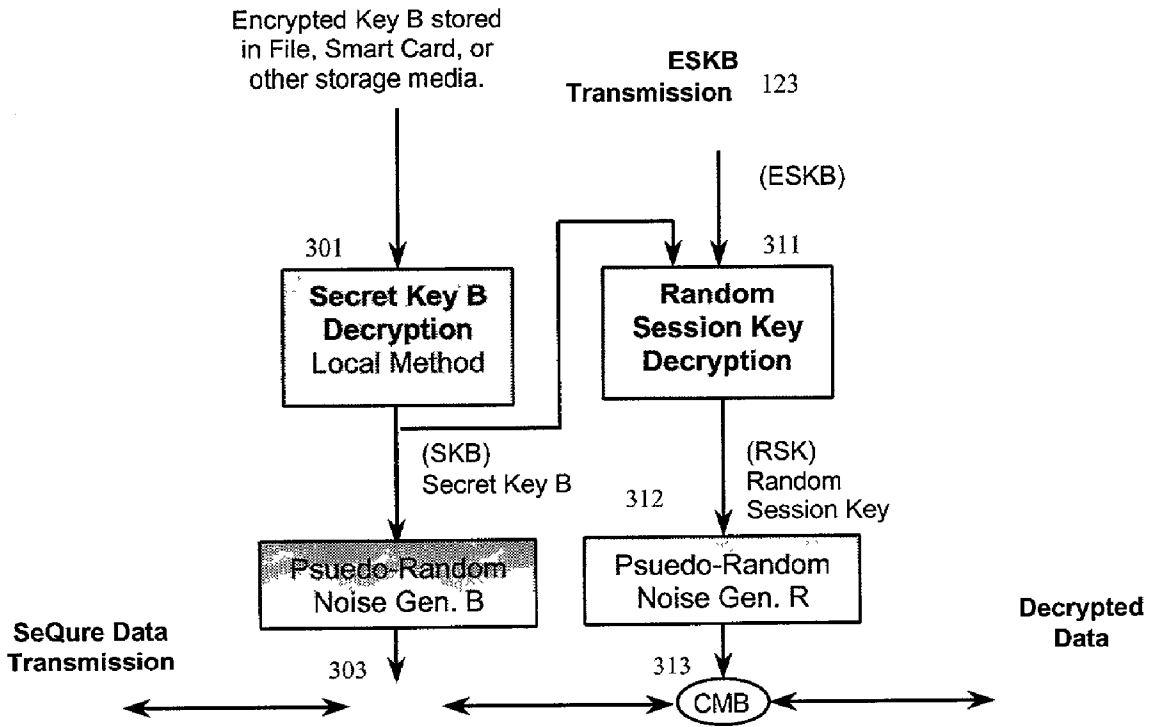 Encrypted Key B stored
in File, Smart Card, or
other storage media.
ESKB
Transmission 123
(ESKB)
301
311
Secret Key B
Decryption
Local Method
Random
Session Key
Decryption
(SKB)
Secret Key B
(RSK)
Random
Session Key
312
Psuedo-Random
Noise Gen. B
Psuedo-Random
Noise Gen. R
SeQure Data
Transmission
303
313
CMB
Decrypted
Data